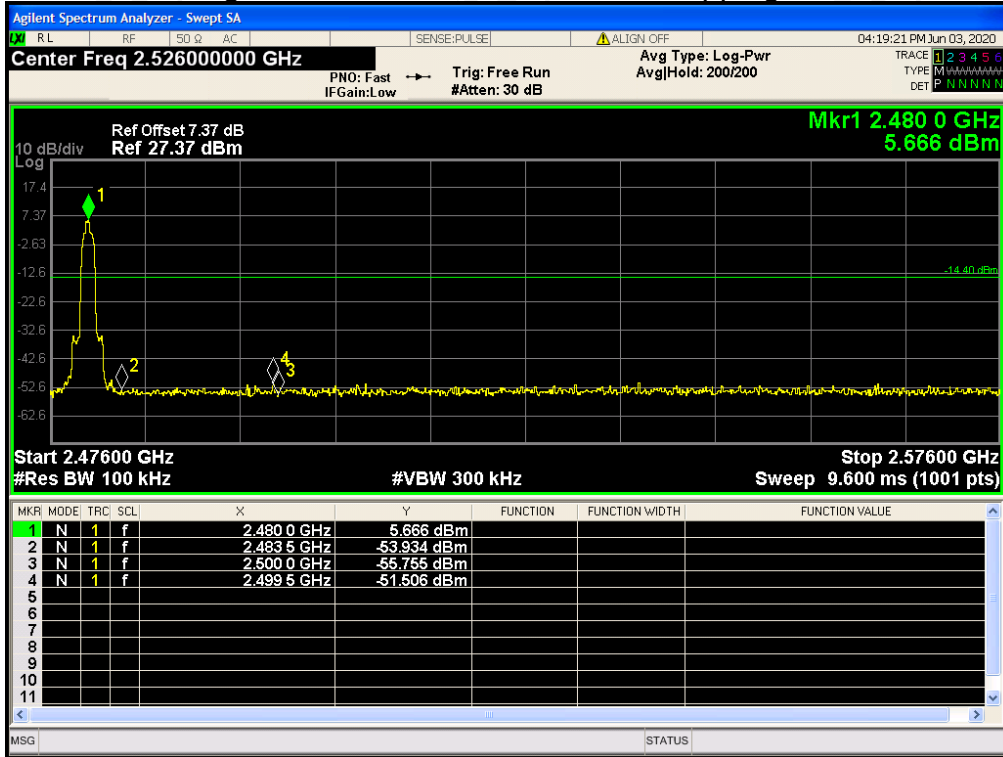 Agilent Spectrum Analyzer - Swept SA
LXI RL RF 50 Ω AC SENSE:PULSE ALIGN OFF 04:19:21 PM Jun 03, 2020
Center Freq 2.526000000 GHz
PNO: Fast
IFGain:Low
Trig: Free Run
#Atten: 30 dB
Avg Type: Log-Pwr
Avg|Hold: 200/200
TRACE 1 2 3 4 5 6
TYPE M
DET P N N N N N
Mkr1 2.480 0 GHz
5.666 dBm
Ref Offset 7.37 dB
10 dB/div Ref 27.37 dBm
Log
17.4
7.37
-2.63
-12.6
-22.6
-32.6
-42.6
-52.6
-62.6
1
2
4
3
-14.40 dBm
Start 2.47600 GHz Stop 2.57600 GHz
#Res BW 100 kHz #VBW 300 kHz Sweep 9.600 ms (1001 pts)
MKR MODE TRC SCL X Y FUNCTION FUNCTION WIDTH FUNCTION VALUE
1 N 1 f 2.480 0 GHz 5.666 dBm
2 N 1 f 2.483 5 GHz -53.934 dBm
3 N 1 f 2.500 0 GHz -55.755 dBm
4 N 1 f 2.499 5 GHz -51.506 dBm
5
6
7
8
9
10
11
MSG STATUS